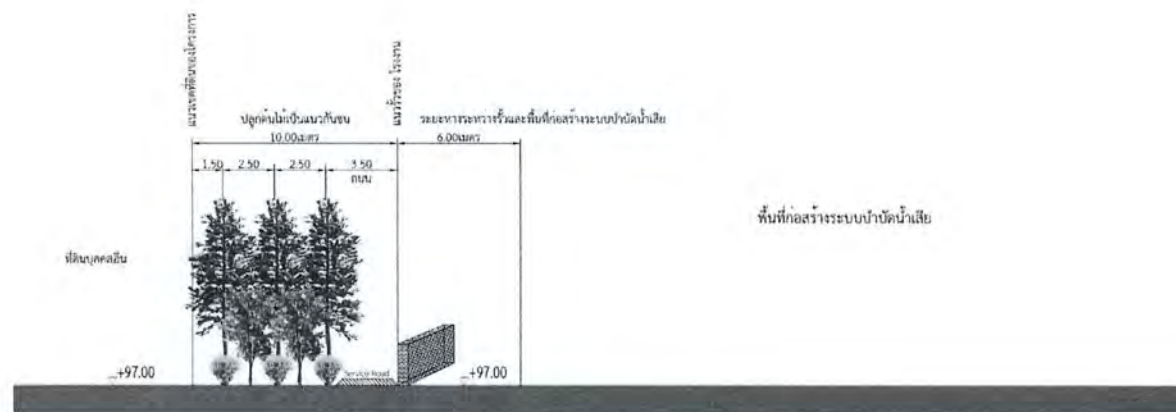 แนวเขตที่ดินของโครงการ
แนวรั้วของ โรงงาน
ปลูกต้นไม้เป็นแนวกันชน
10.00เมตร
ระยะทางระหวางรั้วและพื้นที่ก่อสร้างระบบบำบัดน้ำเสีย
6.00เมตร
1.50 2.50 2.50 3.50
ถนน
พื้นที่ก่อสร้างระบบบำบัดน้ำเสีย
ที่ดินบุคคลอื่น
+97.00
Service Road
+97.00